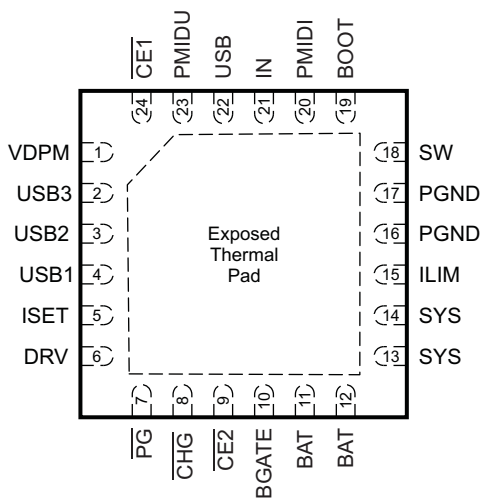 CE1
PMIDU
USB
IN
PMIDI
BOOT
24
23
22
21
20
19
VDPM 1
USB3 2
USB2 3
USB1 4
ISET 5
DRV 6
18 SW
17 PGND
16 PGND
15 ILIM
14 SYS
13 SYS
Exposed
Thermal
Pad
7
8
9
10
11
12
PG
CHG
CE2
BGATE
BAT
BAT